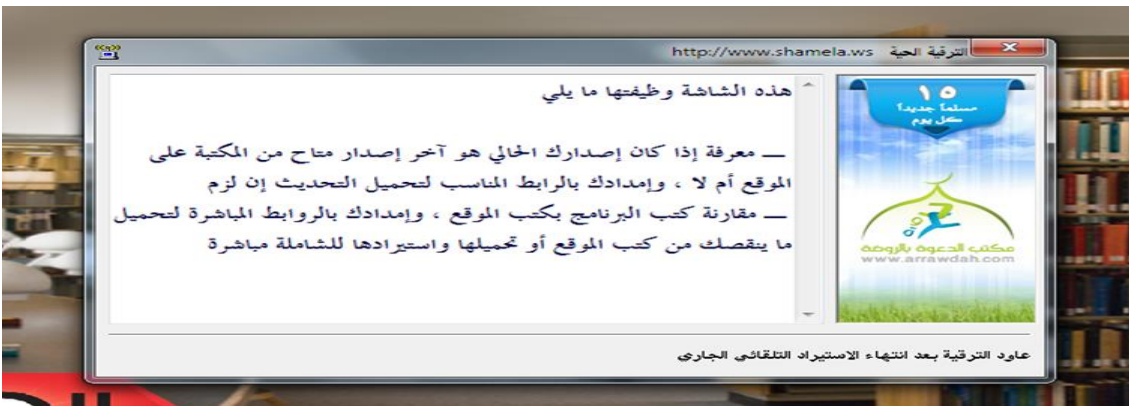 الترقية الحية http://www.shamela.ws
هذه الشاشة وظيفتها ما يلي
— معرفة إذا كان إصدارك الحالي هو آخر إصدار متاح من المكتبة على
الموقع أم لا ، وإمدادك بالرابط المناسب لتحميل التحديث إن لزم
— مقارنة كتب البرنامج بكتب الموقع ، وإمدادك بالروابط المباشرة لتحميل
ما ينقصك من كتب الموقع أو تحميلها واستيرادها للشاملة مباشرة
١٥
مسلماً جديداً
كل يوم
مكتب الدعوة بالروضة
www.arrawdah.com
عاود الترقية بعد انتهاء الاستيراد التلقائي الجاري